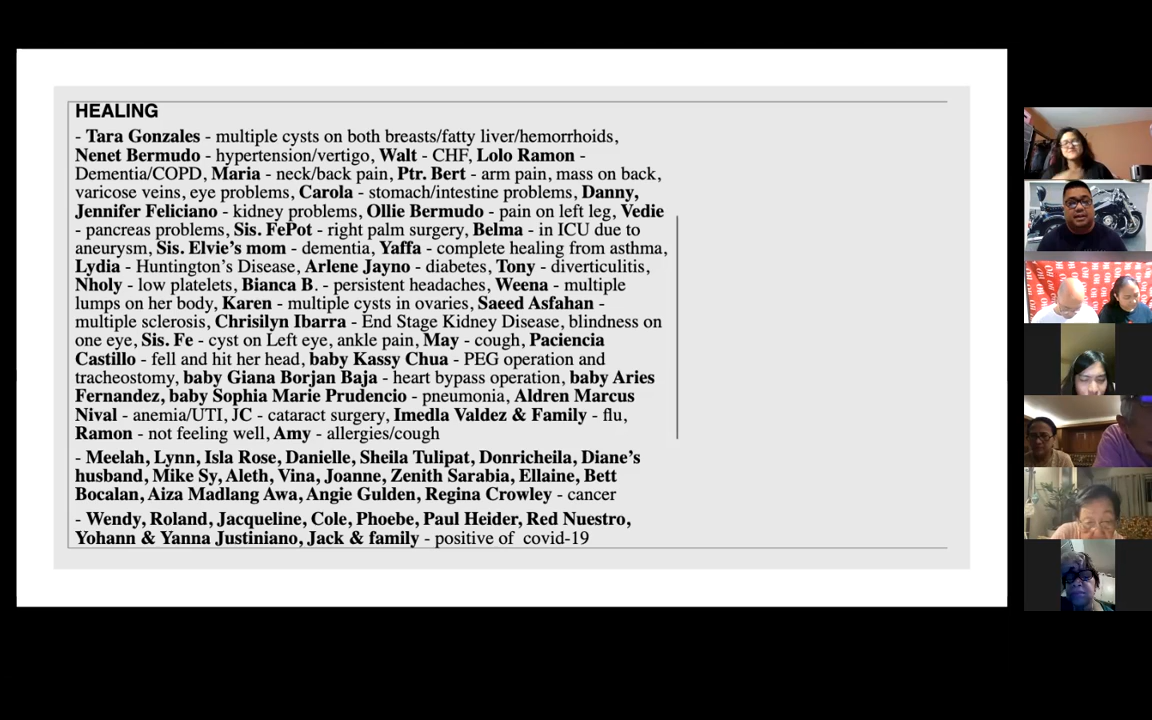 HEALING
- Tara Gonzales - multiple cysts on both breasts/fatty liver/hemorrhoids,
Nenet Bermudo - hypertension/vertigo, Walt - CHF, Lolo Ramon -
Dementia/COPD, Maria - neck/back pain, Ptr. Bert - arm pain, mass on back,
varicose veins, eye problems, Carola - stomach/intestine problems, Danny,
Jennifer Feliciano - kidney problems, Ollie Bermudo - pain on left leg, Vedie
- pancreas problems, Sis. FePot - right palm surgery, Belma - in ICU due to
aneurysm, Sis. Elvie's mom - dementia, Yaffa - complete healing from asthma,
Lydia - Huntington's Disease, Arlene Jayno - diabetes, Tony - diverticulitis,
Nholy - low platelets, Bianca B. - persistent headaches, Weena - multiple
lumps on her body, Karen - multiple cysts in ovaries, Saeed Asfahan -
multiple sclerosis, Chrisilyn Ibarra - End Stage Kidney Disease, blindness on
one eye, Sis. Fe - cyst on Left eye, ankle pain, May - cough, Paciencia
Castillo - fell and hit her head, baby Kassy Chua - PEG operation and
tracheostomy, baby Giana Borjan Baja - heart bypass operation, baby Aries
Fernandez, baby Sophia Marie Prudencio - pneumonia, Aldren Marcus
Nival - anemia/UTI, JC - cataract surgery, Imedla Valdez & Family - flu,
Ramon - not feeling well, Amy - allergies/cough
- Meelah, Lynn, Isla Rose, Danielle, Sheila Tulipat, Donricheila, Diane's
husband, Mike Sy, Aleth, Vina, Joanne, Zenith Sarabia, Ellaine, Bett
Bocalan, Aiza Madlang Awa, Angie Gulden, Regina Crowley - cancer
- Wendy, Roland, Jacqueline, Cole, Phoebe, Paul Heider, Red Nuestro,
Yohann & Yanna Justiniano, Jack & family - positive of covid-19